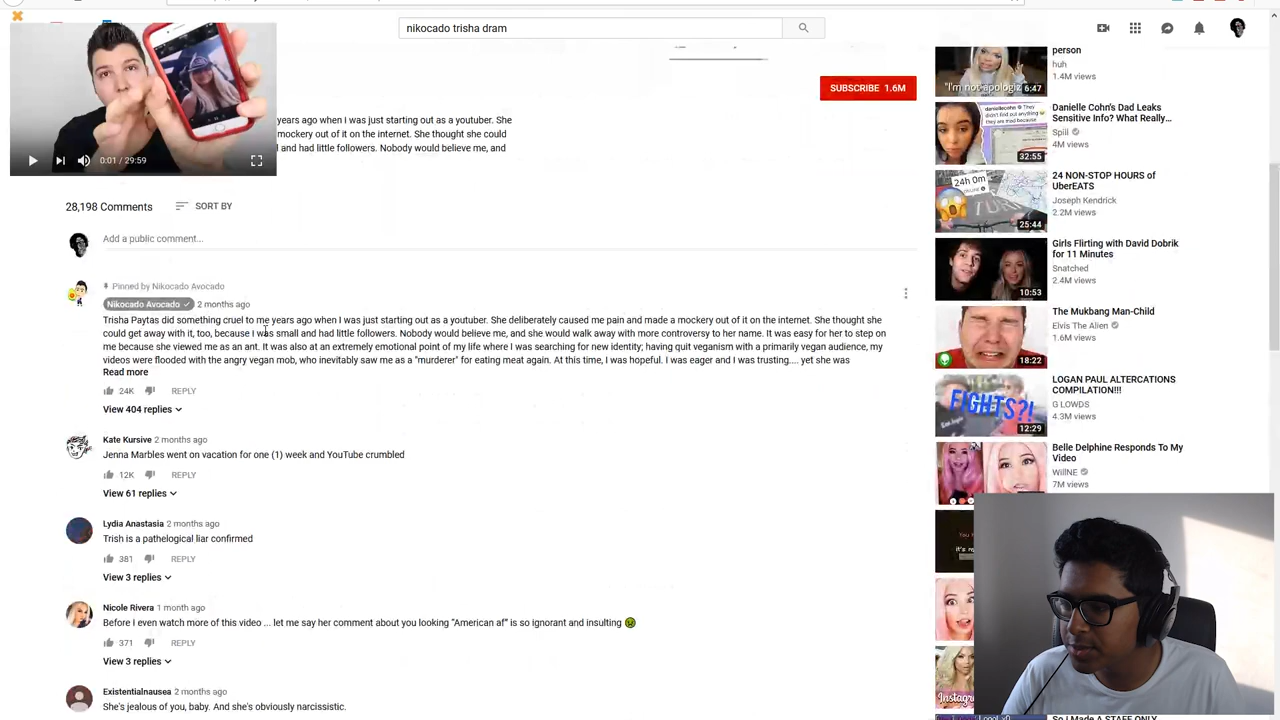 nikocado trisha dram
SUBSCRIBE 1.6M
years ago when i was just starting out as a youtuber. She
mockery out of it on the internet. She thought she could
and had little followers. Nobody would believe me, and
0:01 / 29:59
28,198 Comments
SORT BY
Add a public comment...
Pinned by Nikocado Avocado
Nikocado Avocado 2 months ago
Trisha Paytas did something cruel to me years ago when I was just starting out as a youtuber. She deliberately caused me pain and made a mockery out of it on the internet. She thought she
could get away with it, too, because I was small and had little followers. Nobody would believe me, and she would walk away with more controversy to her name. It was easy for her to step on
me because she viewed me as an ant. It was also at an extremely emotional point of my life where I was searching for new identity; having quit veganism with a primarily vegan audience, my
videos were flooded with the angry vegan mob, who inevitably saw me as a "murderer" for eating meat again. At this time, I was hopeful. I was eager and I was trusting.... yet she was
Read more
24K REPLY
View 404 replies
Kate Kursive 2 months ago
Jenna Marbles went on vacation for one (1) week and YouTube crumbled
12K REPLY
View 61 replies
Lydia Anastasia 2 months ago
Trish is a pathelogical liar confirmed
381 REPLY
View 3 replies
Nicole Rivera 1 month ago
Before I even watch more of this video ... let me say her comment about you looking "American af" is so ignorant and insulting
371 REPLY
View 3 replies
Existentialnausea 2 months ago
She's jealous of you, baby. And she's obviously narcissistic.
person
huh
1.4M views
"I'm not apologiz
6:47
Danielle Cohn's Dad Leaks
Sensitive Info? What Really...
Spill
4M views
32:55
24 NON-STOP HOURS of
UberEATS
Joseph Kendrick
2.2M views
24h 0m
25:44
Girls Flirting with David Dobrik
for 11 Minutes
Snatched
2.4M views
10:53
The Mukbang Man-Child
Elvis The Alien
1.6M views
18:22
LOGAN PAUL ALTERCATIONS
COMPILATION!!!
G LOWDS
4.3M views
FIGHTS?!
12:29
Belle Delphine Responds To My
Video
WillNE
7M views
Instagr
So I Made A STAFF ONLY